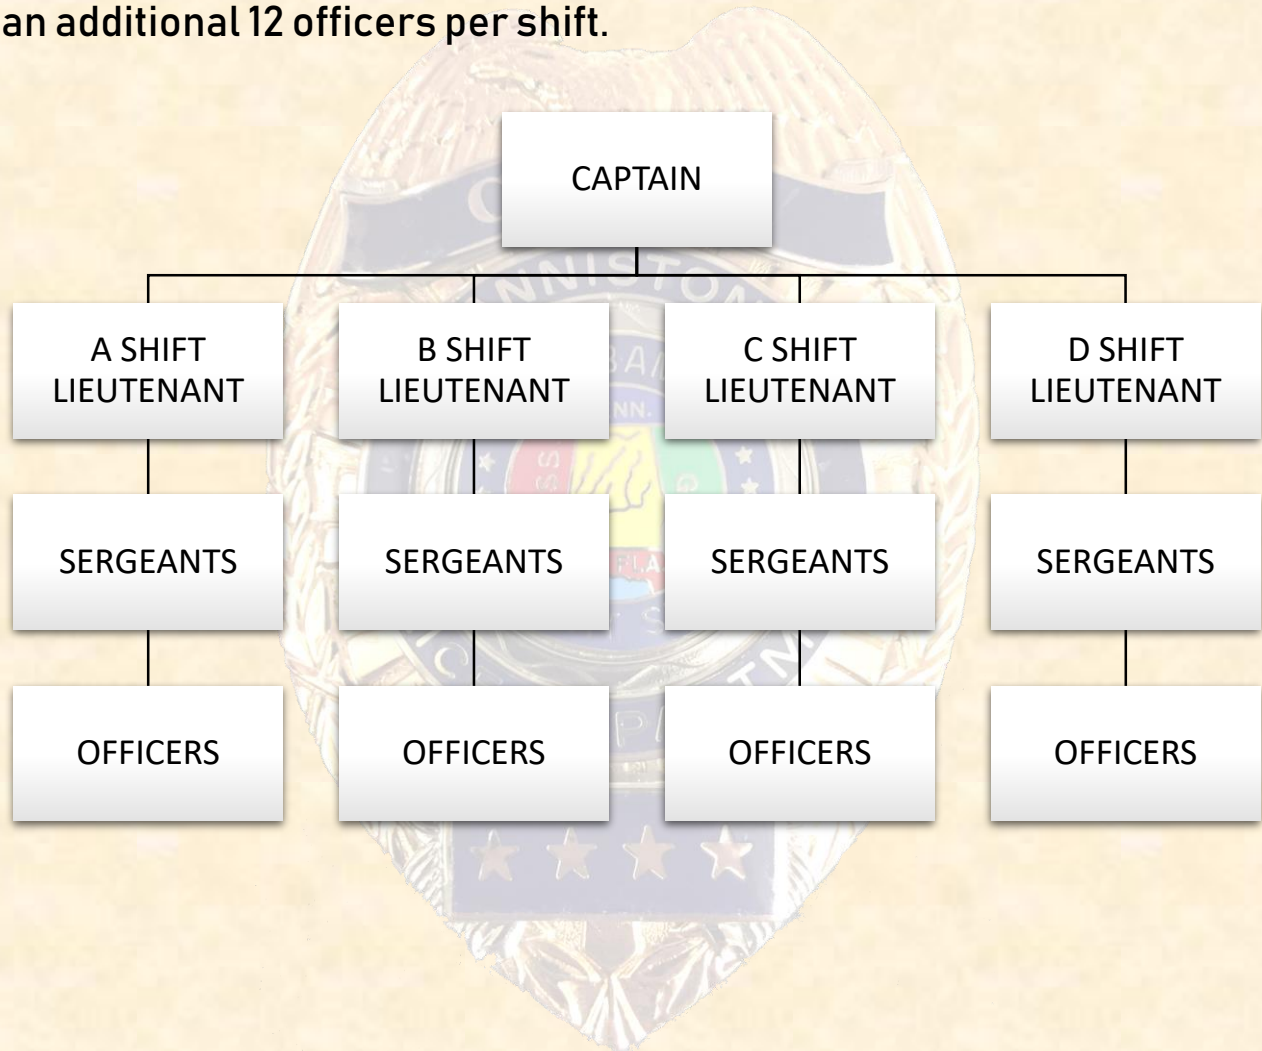 an additional 12 officers per shift.
CAPTAIN
A SHIFT
LIEUTENANT
B SHIFT
LIEUTENANT
C SHIFT
LIEUTENANT
D SHIFT
LIEUTENANT
SERGEANTS
SERGEANTS
SERGEANTS
SERGEANTS
OFFICERS
OFFICERS
OFFICERS
OFFICERS